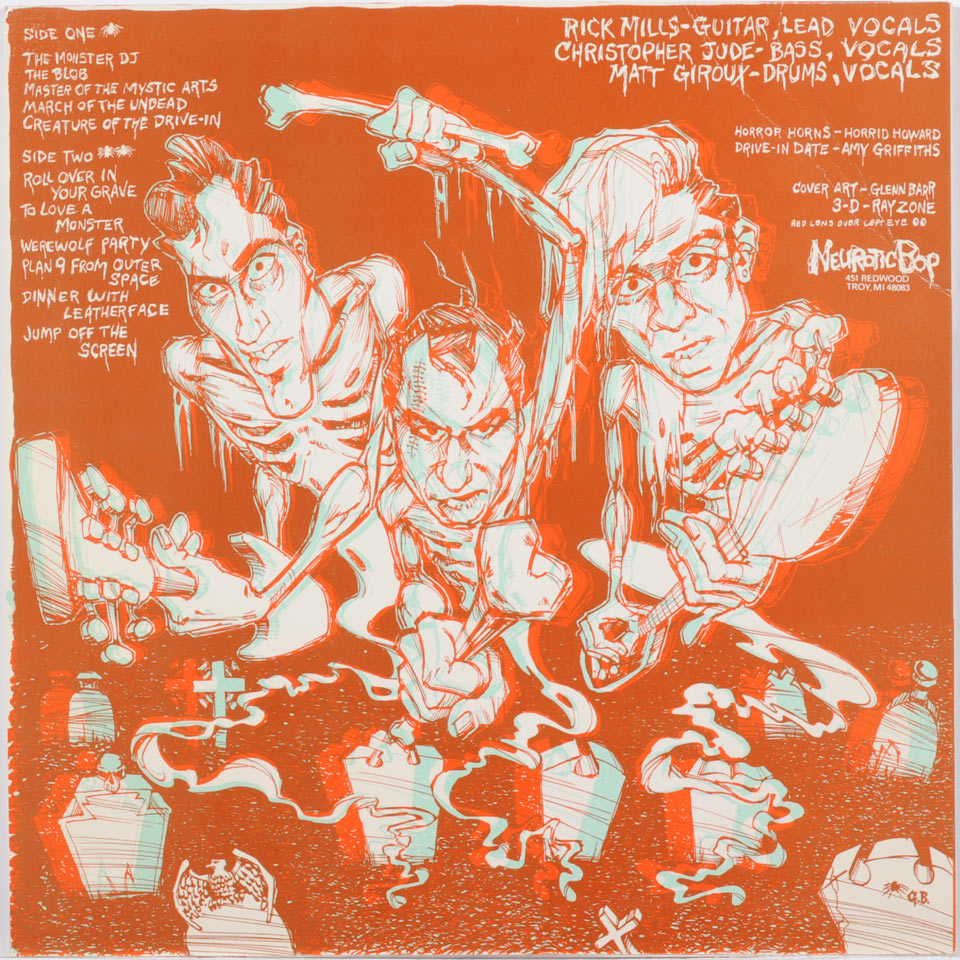 SIDE ONE
THE MONSTER DJ
THE BLOB
MASTER OF THE MYSTIC ARTS
MARCH OF THE UNDEAD
CREATURE OF THE DRIVE-IN
SIDE TWO
ROLL OVER IN
YOUR GRAVE
TO LOVE A
MONSTER
WEREWOLF PARTY
PLAN 9 FROM OUTER
SPACE
DINNER WITH
LEATHERFACE
JUMP OFF THE
SCREEN
RICK MILLS-GUITAR, LEAD VOCALS
CHRISTOPHER JUDE-BASS, VOCALS
MATT GIROUX-DRUMS, VOCALS
HORROR HORNS-HORRID HOWARD
DRIVE-IN DATE-AMY GRIFFITHS
COVER ART-GLENN BARR
3-D-RAY ZONE
RED LENS OVER LEFT EYE
NEUROTIC BOP
451 REDWOOD
TROY, MI 48083
G.B.